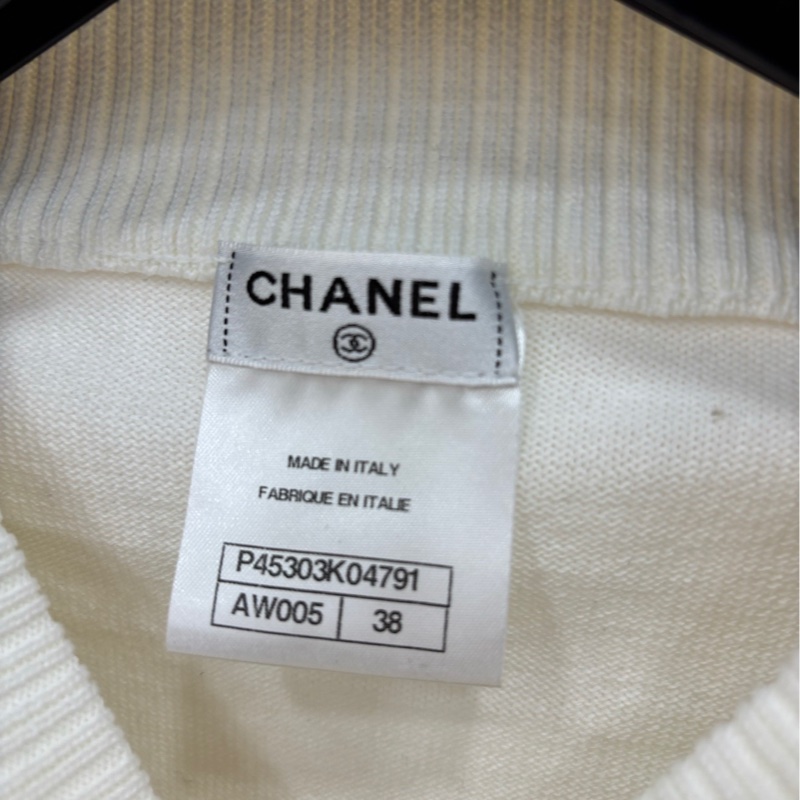 CHANEL
MADE IN ITALY
FABRIQUE EN ITALIE
P45303K04791
AW005 38